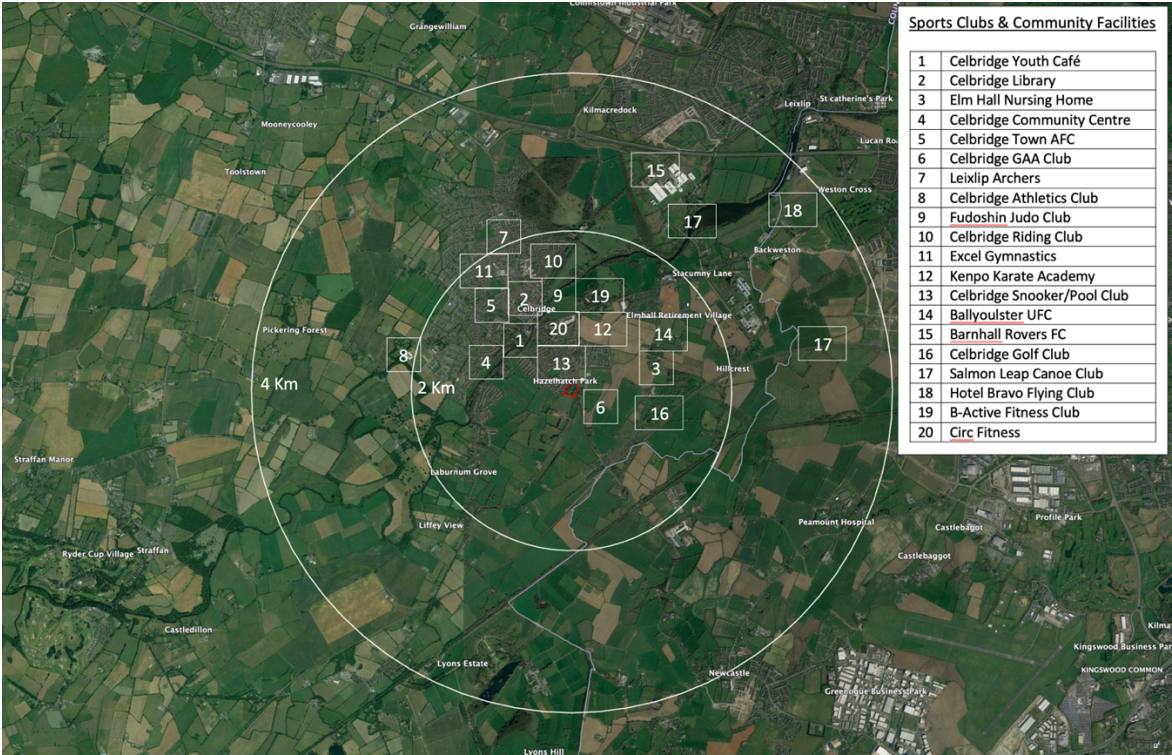 Grangewilliam
Collinstown Industrial Park
Sports Clubs & Community Facilities
1 Celbridge Youth Café
2 Celbridge Library
3 Elm Hall Nursing Home
4 Celbridge Community Centre
5 Celbridge Town AFC
6 Celbridge GAA Club
7 Leixlip Archers
8 Celbridge Athletics Club
9 Fudoshin Judo Club
10 Celbridge Riding Club
11 Excel Gymnastics
12 Kenpo Karate Academy
13 Celbridge Snooker/Pool Club
14 Ballyoulster UFC
15 Barnhall Rovers FC
16 Celbridge Golf Club
17 Salmon Leap Canoe Club
18 Hotel Bravo Flying Club
19 B-Active Fitness Club
20 Circ Fitness
Kilmacredock
Leixlip
St catherine's Park
Mooneycooley
Lucan Ro
Toolstown
15
Weston Cross
18
17
7
Backweston
10
11
Stacumny Lane
9
19
2
5
Celbridge
Elmhall Retirement Village
Pickering Forest
20
12
14
17
1
8
4
13
3
Hillcrest
4 Km
2 Km
Hazelhatch Park
6
16
Straffan Manor
Laburnum Grove
Liffey View
Peamount Hospital
Profile Park
Castlebagot
Ryder Cup Village
Straffan
Castlebaggot
Castledillon
Kilma
Kingswood Business Par
Lyons Estate
Newcastle
KINGSWOOD COMMON
Greenogue Business Park
Lyons Hill